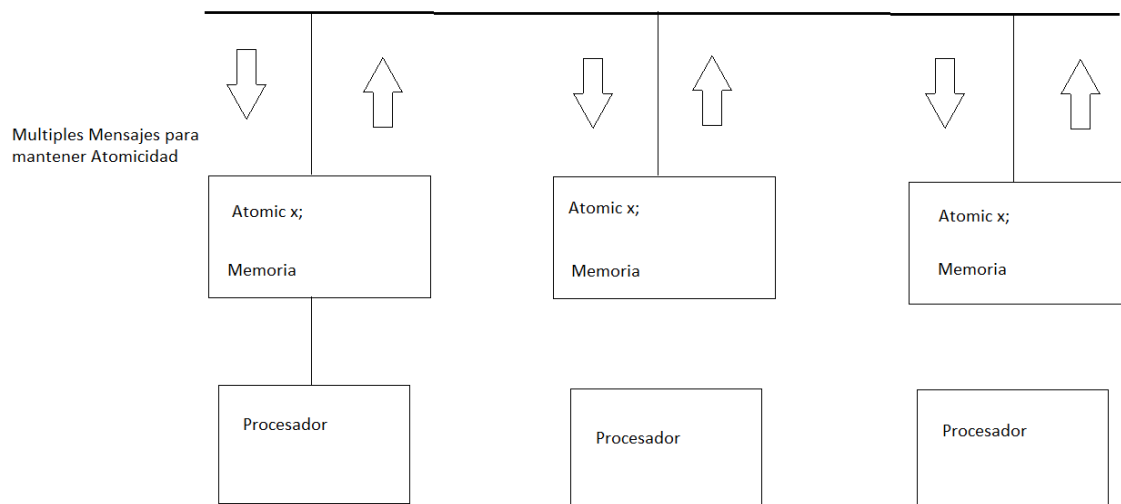 Multiples Mensajes para
mantener Atomicidad
Atomic x;
Memoria
Procesador
Atomic x;
Memoria
Procesador
Atomic x;
Memoria
Procesador